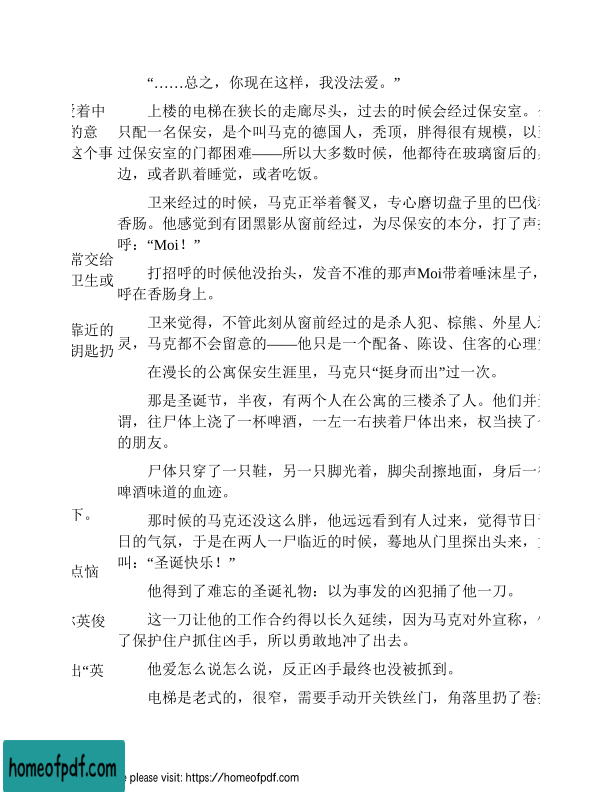 “……总之，你现在这样，我没法爱。”
着中
的意
这个事
常交给
卫生或
靠近的
钥匙扔
下。
点恼
英俊
出“英
上楼的电梯在狭长的走廊尽头，过去的时候会经过保安室。
只配一名保安，是个叫马克的德国人，秃顶，胖得很有规模，以
过保安室的门都困难——所以大多数时候，他都待在玻璃窗后的
边，或者趴着睡觉，或者吃饭。
卫来经过的时候，马克正举着餐叉，专心磨切盘子里的巴伐
香肠。他感觉到有团黑影从窗前经过，为尽保安的本分，打了声
呼：“Moi！”
打招呼的时候他没抬头，发音不准的那声Moi带着唾沫星子，
呼在香肠身上。
卫来觉得，不管此刻从窗前经过的是杀人犯、棕熊、外星人
灵，马克都不会留意的——他只是一个配备、陈设、住客的心理
在漫长的公寓保安生涯里，马克只“挺身而出”过一次。
那是圣诞节，半夜，有两个人在公寓的三楼杀了人。他们并
谓，往尸体上浇了一杯啤酒，一左一右挟着尸体出来，权当挟了
的朋友。
尸体只穿了一只鞋，另一只脚光着，脚尖刮擦地面，身后一
啤酒味道的血迹。
那时候的马克还没这么胖，他远远看到有人过来，觉得节日
日的气氛，于是在两人一尸临近的时候，蓦地从门里探出头来，
叫：“圣诞快乐！”
他得到了难忘的圣诞礼物：以为事发的凶犯捅了他一刀。
这一刀让他的工作合约得以长久延续，因为马克对外宣称，
了保护住户抓住凶手，所以勇敢地冲了出去。
他爱怎么说怎么说，反正凶手最终也没被抓到。
电梯是老式的，很窄，需要手动开关铁丝门，角落里扔了卷
homeofpdf.com
e please visit: https://homeofpdf.com